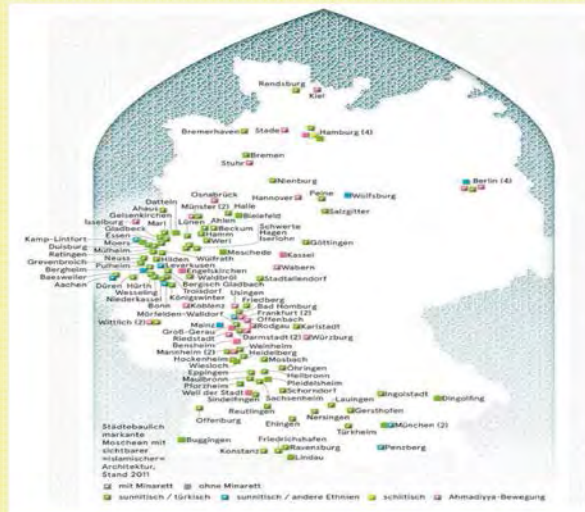 Rendsburg
Kiel
Bremerhaven
Stade
Hamburg (4)
Bremen
Stuhr
Nienburg
Berlin (4)
Osnabrück
Hannover
Peine
Wolfsburg
Datteln
Ahaus
Münster (2)
Halle
Bielefeld
Salzgitter
Gelsenkirchen
Isselburg
Marl
Lünen
Ahlen
Beckum
Schwerte
Gladbeck
Hamm
Hagen
Essen
Werl
Iserlohn
Göttingen
Kamp-Lintfort
Moers
Duisburg
Mülheim
Meschede
Kassel
Ratingen
Wülfrath
Neuss
Hilden
Wabern
Grevenbroich
Pulheim
Leverkusen
Engelskirchen
Bergheim
Waldbröl
Stadtallendorf
Baesweiler
Bergisch Gladbach
Aachen
Düren
Hürth
Troisdorf
Wesseling
Königswinter
Usingen
Niederkassel
Friedberg
Bonn
Koblenz
Bad Homburg
Mörfelden-Walldorf
Frankfurt (2)
Offenbach
Wittlich (2)
Mainz
Rodgau
Karlstadt
Groß-Gerau
Darmstadt (2)
Würzburg
Riedstadt
Bensheim
Weinheim
Mannheim (2)
Heidelberg
Hockenheim
Mosbach
Wiesloch
Öhringen
Eppingen
Heilbronn
Maulbronn
Pleidelsheim
Pforzheim
Schorndorf
Weil der Stadt
Sachsenheim
Ingolstadt
Sindelfingen
Lauingen
Dingolfing
Reutlingen
Gersthofen
Offenburg
Nersingen
Ehingen
München (2)
Türkheim
Buggingen
Friedrichshafen
Penzberg
Konstanz
Ravensburg
Lindau
Städtebaulich
markante
Moscheen mit
sichtbarer
»islamischer«
Architektur,
Stand 2011
mit Minarett
ohne Minarett
sunnitisch / türkisch
sunnitisch / andere Ethnien
schiitisch
Ahmadiyya-Bewegung